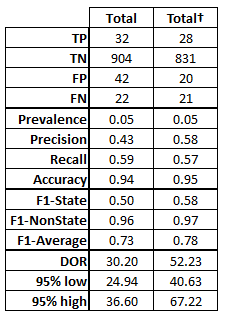 Total Total†
TP 32 28
TN 904 831
FP 42 20
FN 22 21
Prevalence 0.05 0.05
Precision 0.43 0.58
Recall 0.59 0.57
Accuracy 0.94 0.95
F1-State 0.50 0.58
F1-NonState 0.96 0.97
F1-Average 0.73 0.78
DOR 30.20 52.23
95% low 24.94 40.63
95% high 36.60 67.22